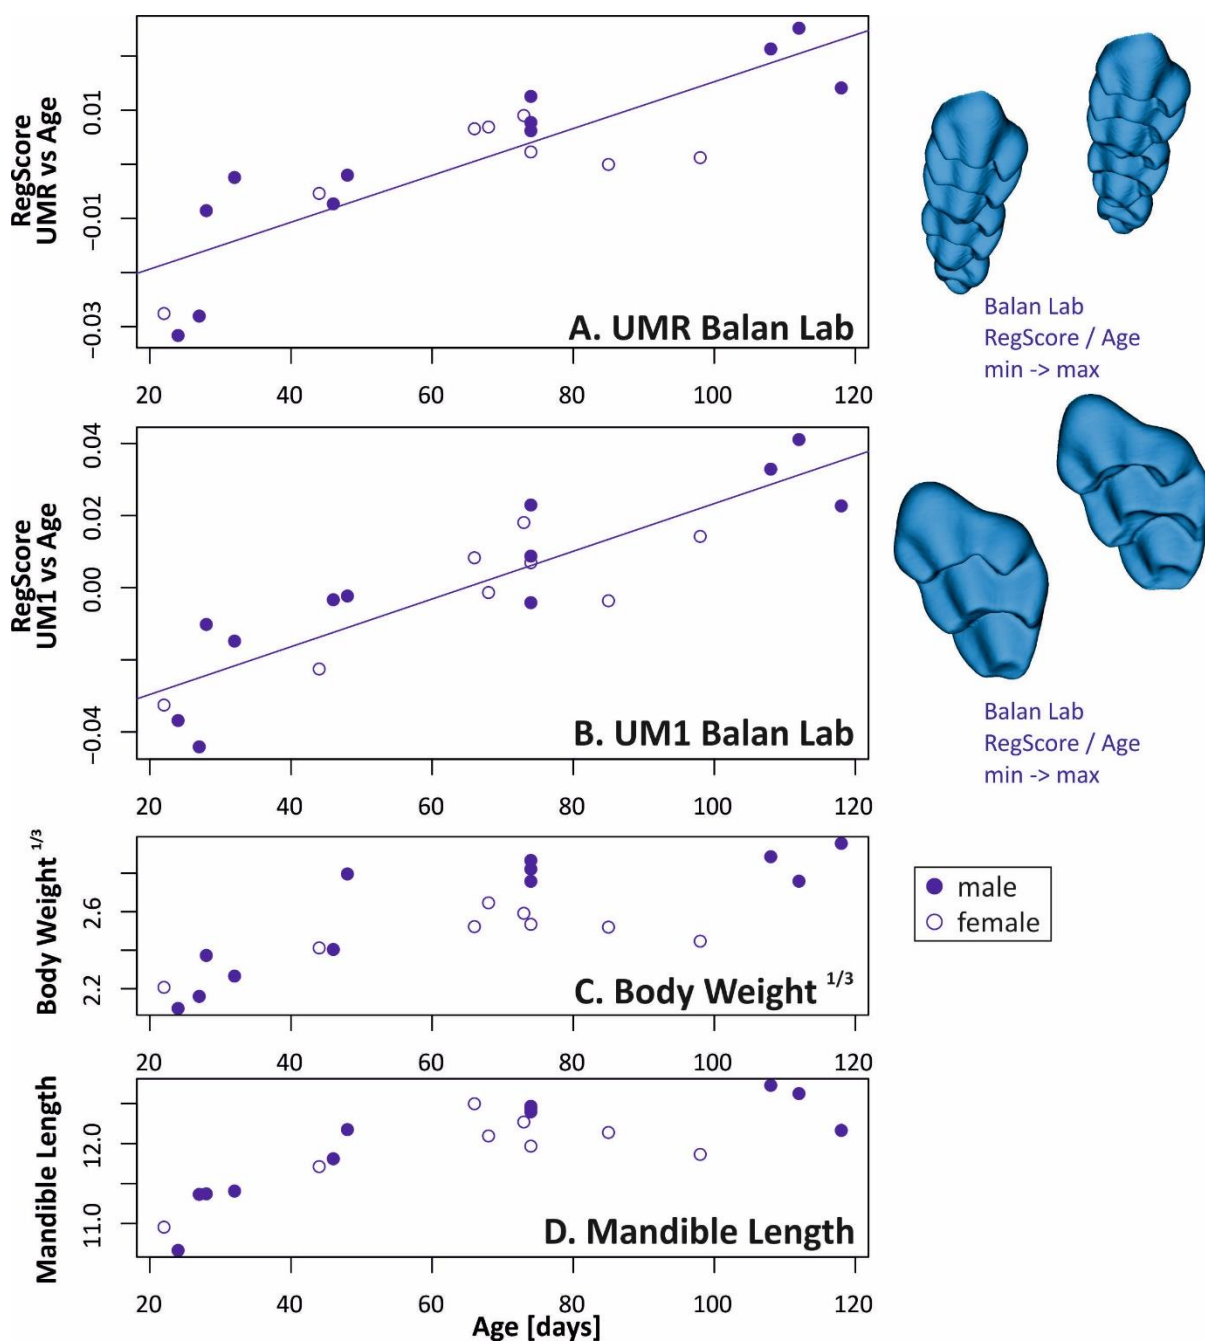 RegScore
UMR vs Age
0.01
−0.01
−0.03
A. UMR Balan Lab
20 40 60 80 100 120
Balan Lab
RegScore / Age
min -> max
RegScore
UM1 vs Age
0.04
0.02
0.00
−0.04
B. UM1 Balan Lab
20 40 60 80 100 120
Balan Lab
RegScore / Age
min -> max
Body Weight 1/3
2.6
2.2
C. Body Weight 1/3
20 40 60 80 100 120
male
female
Mandible Length
12.0
11.0
D. Mandible Length
20 40 60 80 100 120
Age [days]